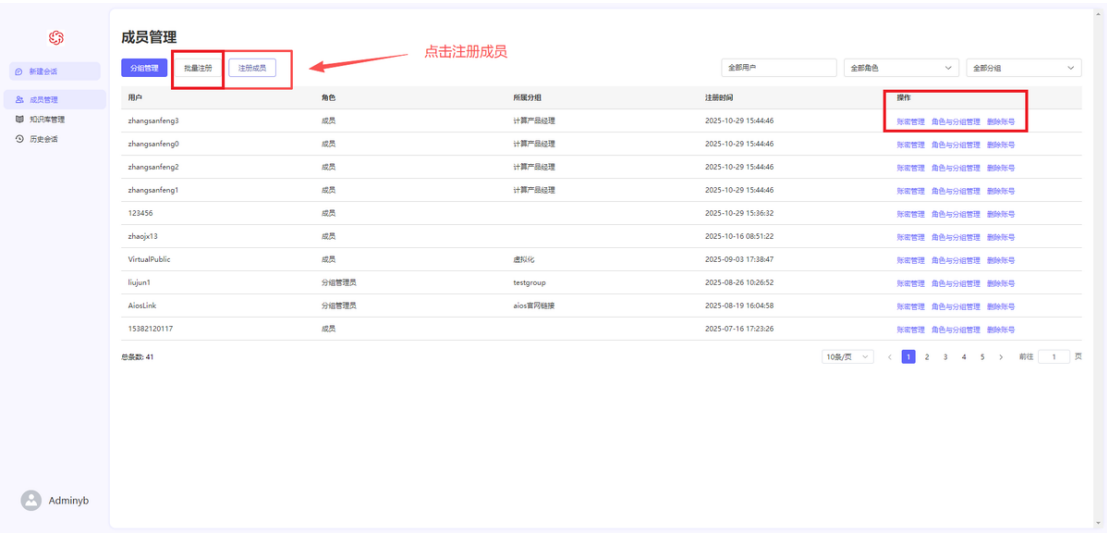 成员管理
分组管理 批量注册 注册成员 点击注册成员 全部用户 全部角色 全部分组
新建会话
成员管理
知识库管理
历史会话
用户 角色 所属分组 注册时间 操作
zhangsanfeng3 成员 计算产品经理 2025-10-29 15:44:46 账密管理 角色与分组管理 删除账号
zhangsanfeng0 成员 计算产品经理 2025-10-29 15:44:46 账密管理 角色与分组管理 删除账号
zhangsanfeng2 成员 计算产品经理 2025-10-29 15:44:46 账密管理 角色与分组管理 删除账号
zhangsanfeng1 成员 计算产品经理 2025-10-29 15:44:46 账密管理 角色与分组管理 删除账号
123456 成员 2025-10-29 15:36:32 账密管理 角色与分组管理 删除账号
zhaojx13 成员 2025-10-16 08:51:22 账密管理 角色与分组管理 删除账号
VirtualPublic 成员 虚拟化 2025-09-03 17:38:47 账密管理 角色与分组管理 删除账号
liujun1 分组管理员 testgroup 2025-08-26 10:26:52 账密管理 角色与分组管理 删除账号
AiosLink 分组管理员 aios官网链接 2025-08-19 16:04:58 账密管理 角色与分组管理 删除账号
15382120117 成员 2025-07-16 17:23:26 账密管理 角色与分组管理 删除账号
总条数: 41 10条/页 1 2 3 4 5 前往 1 页
Adminyb